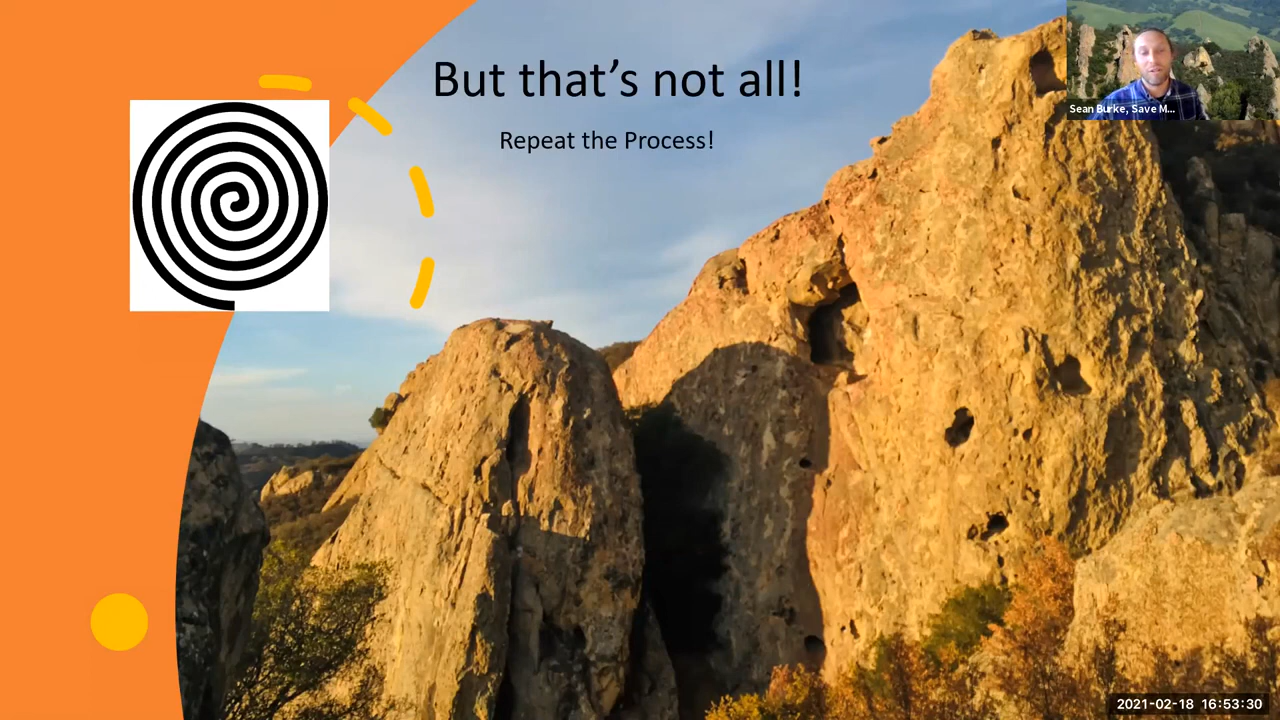 But that’s not all!
Repeat the Process!
Sean Burke, Save M...
2021-02-18 16:53:30